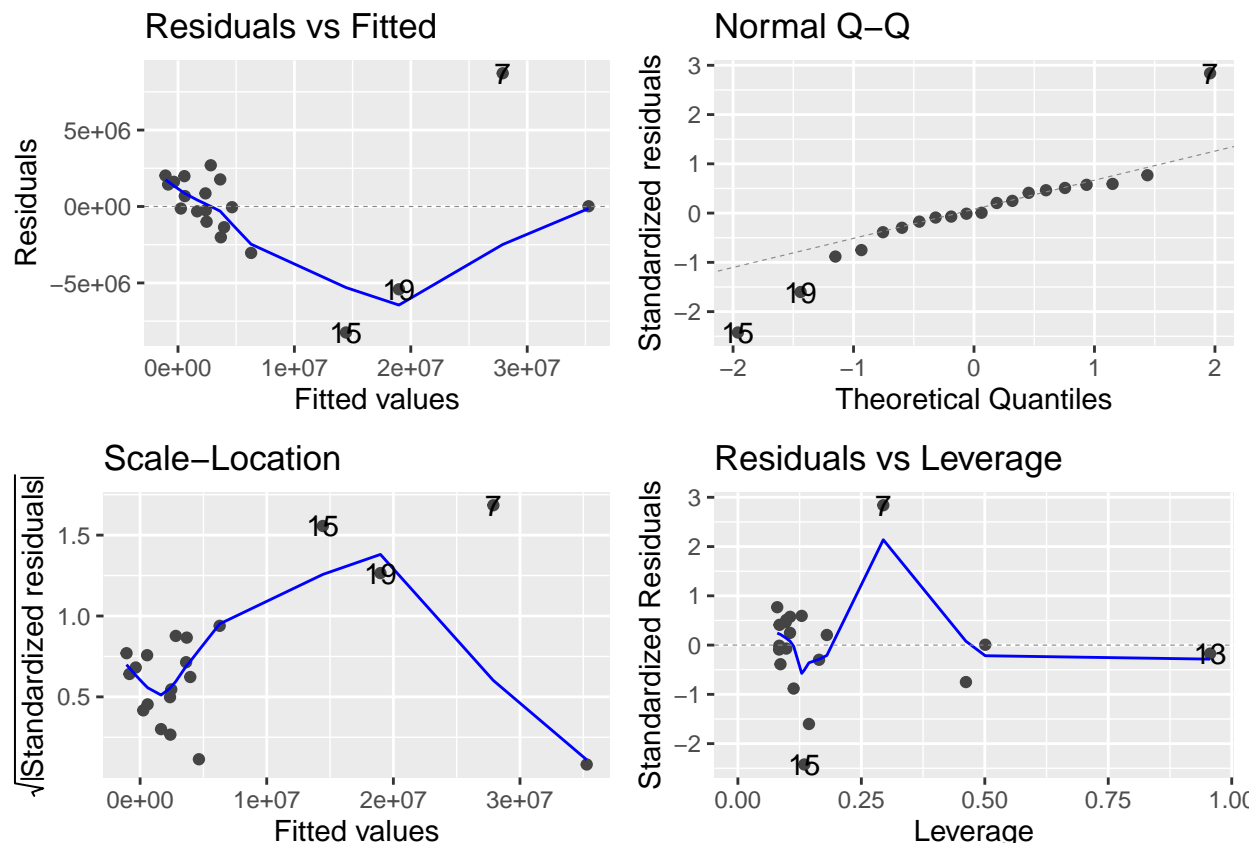 Residuals vs Fitted
Residuals
5e+06
0e+00
−5e+06
7
19
15
0e+00 1e+07 2e+07 3e+07
Fitted values
Normal Q−Q
Standardized residuals
3
2
1
0
−1
−2
7
19
15
−2 −1 0 1 2
Theoretical Quantiles
Scale−Location
√|Standardized residuals|
1.5
1.0
0.5
7
15
19
0e+00 1e+07 2e+07 3e+07
Fitted values
Residuals vs Leverage
Standardized Residuals
3
2
1
0
−1
−2
7
13
15
0.00 0.25 0.50 0.75 1.00
Leverage